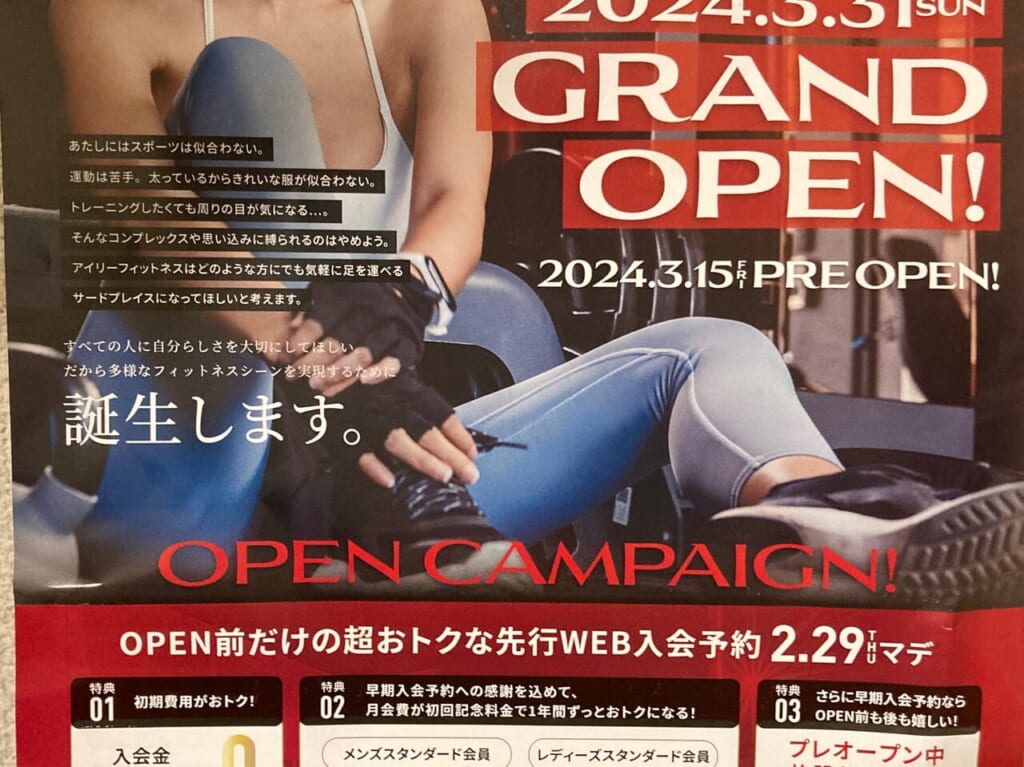 2024.3.31 SUN
GRAND
OPEN!
2024.3.15 FRI PRE OPEN!
あたしにはスポーツは似合わない。
運動は苦手。太っているからきれいな服が似合わない。
トレーニングしたくても周りの目が気になる…。
そんなコンプレックスや思い込みに縛られるのはやめよう。
アイリーフィットネスはどのような方にでも気軽に足を運べる
サードプレイスになってほしいと考えます。
すべての人に自分らしさを大切にしてほしい
だから多様なフィットネスシーンを実現するために
誕生します。
OPEN CAMPAIGN!
OPEN前だけの超おトクな先行WEB入会予約 2.29 THU マデ
特典
01 初期費用がおトク!
入会金
特典
02
早期入会予約への感謝を込めて、
月会費が初回記念料金で1年間ずっとおトクになる!
メンズスタンダード会員 レディーズスタンダード会員
特典
03
さらに早期入会予約なら
OPEN前も後も嬉しい!
プレオープン中